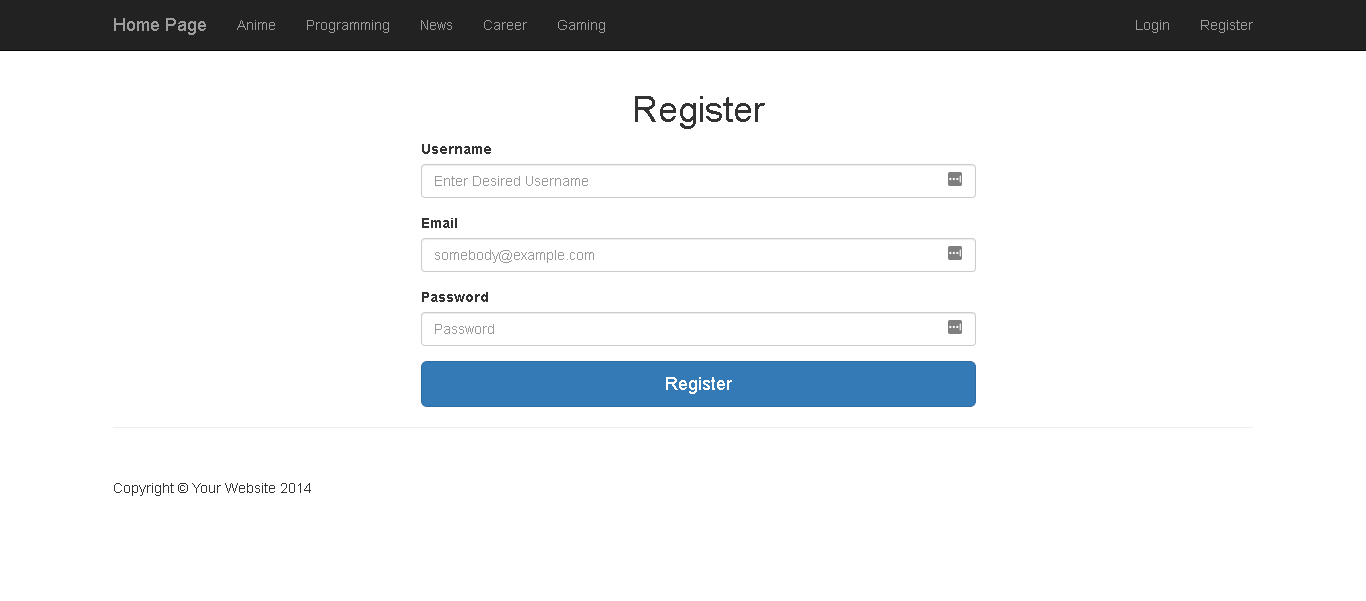 Home Page Anime Programming News Career Gaming Login Register
Register
Username
Enter Desired Username
Email
somebody@example.com
Password
Password
Register
Copyright © Your Website 2014